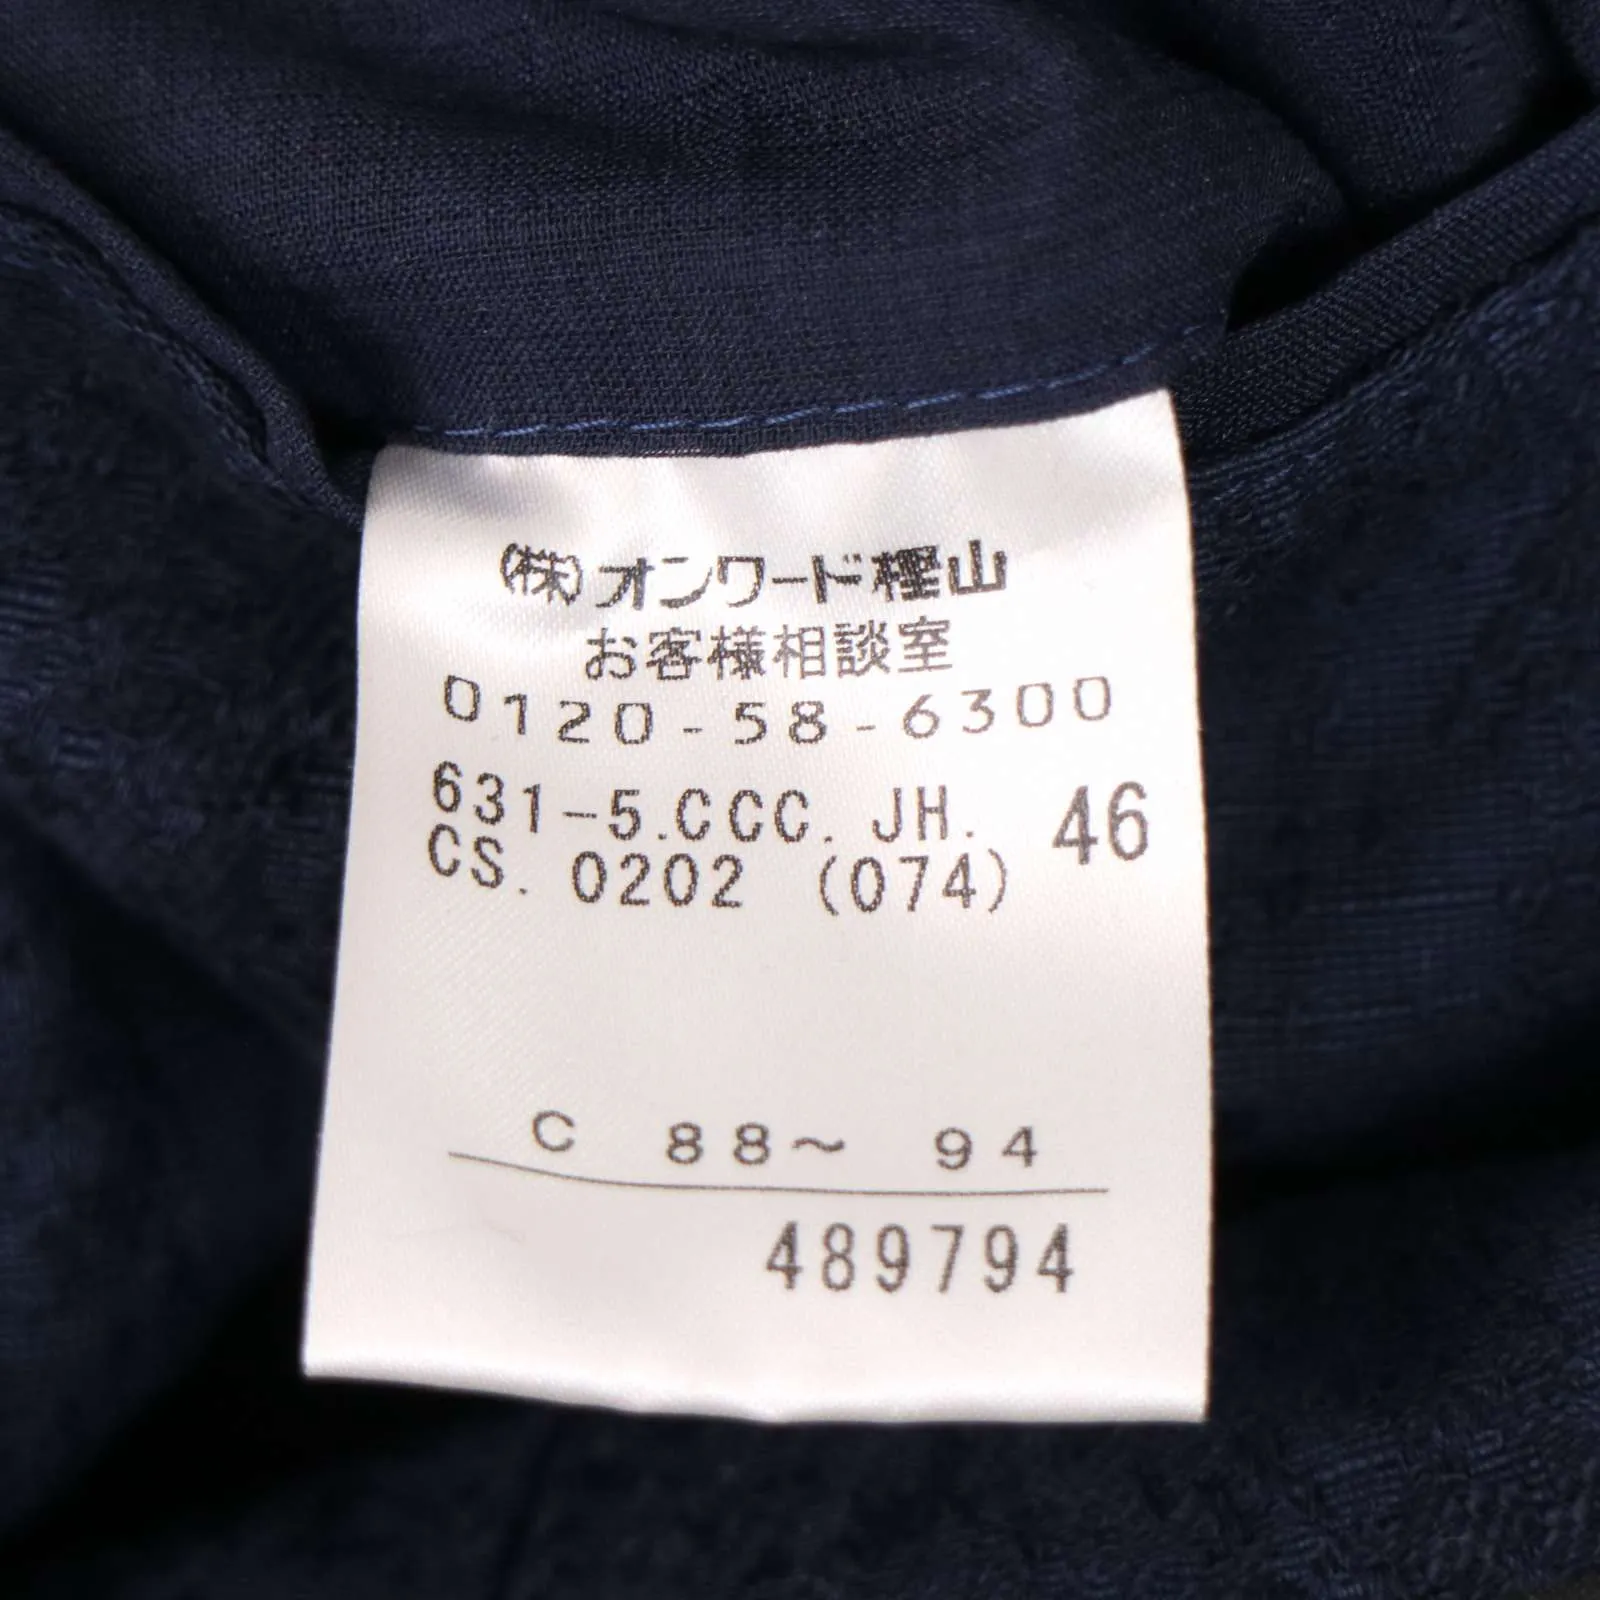 (株)オンワード樫山
お客様相談室
0120-58-6300
631-5.CCC.JH. 46
CS. 0202 (074)
C 88~ 94
489794